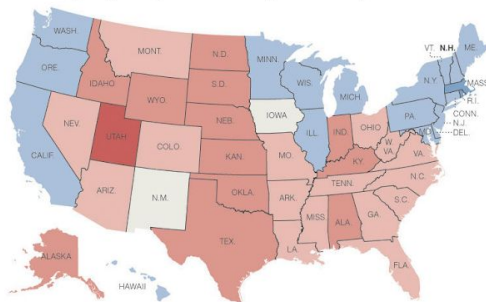 WASH.
ORE.
CALIF.
NEV.
IDAHO
MONT.
WYO.
UTAH
COLO.
ARIZ.
N.M.
N.D.
S.D.
NEB.
KAN.
OKLA.
TEX.
MINN.
IOWA
MO.
ARK.
LA.
WIS.
ILL.
MICH.
IND.
OHIO
KY.
TENN.
MISS.
ALA.
GA.
FLA.
S.C.
N.C.
VA.
W.
VA.
PA.
N.Y.
VT.
N.H.
ME.
MASS.
R.I.
CONN.
N.J.
DEL.
MD.
ALASKA
HAWAII